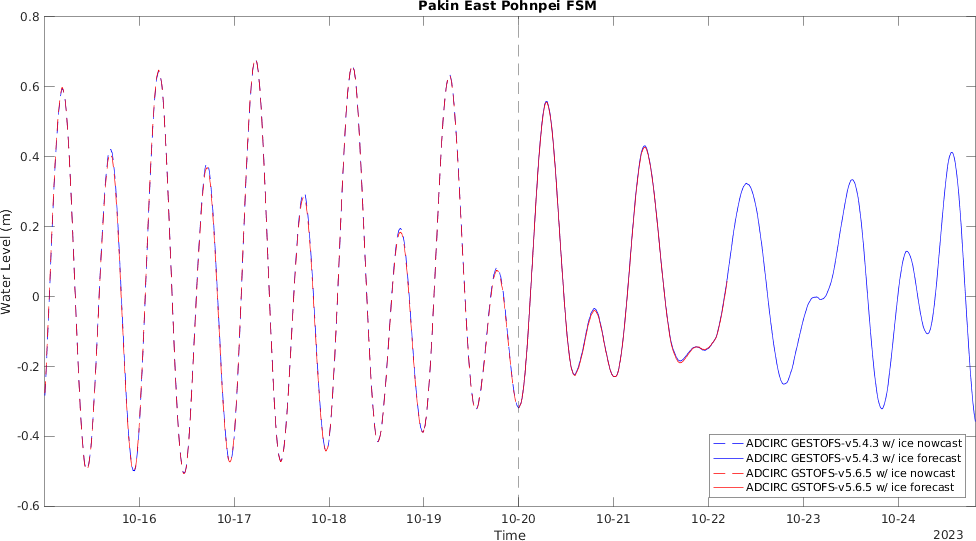 Pakin East Pohnpei FSM
0.8
0.6
0.4
0.2
0
-0.2
-0.4
-0.6
Water Level (m)
10-16 10-17 10-18 10-19 10-20 10-21 10-22 10-23 10-24
Time
2023
ADCIRC GESTOFS-v5.4.3 w/ ice nowcast
ADCIRC GESTOFS-v5.4.3 w/ ice forecast
ADCIRC GSTOFS-v5.6.5 w/ ice nowcast
ADCIRC GSTOFS-v5.6.5 w/ ice forecast